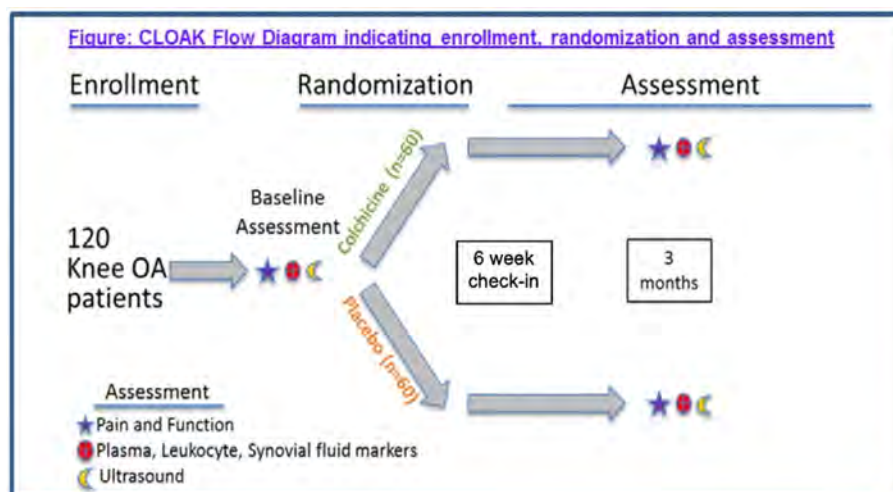 Figure: CLOAK Flow Diagram indicating enrollment, randomization and assessment
Enrollment
Randomization
Assessment
Baseline
Assessment
120
Knee OA
patients
Colchicine (n=60)
Placebo (n=60)
6 week
check-in
3
months
Assessment
Pain and Function
Plasma, Leukocyte, Synovial fluid markers
Ultrasound